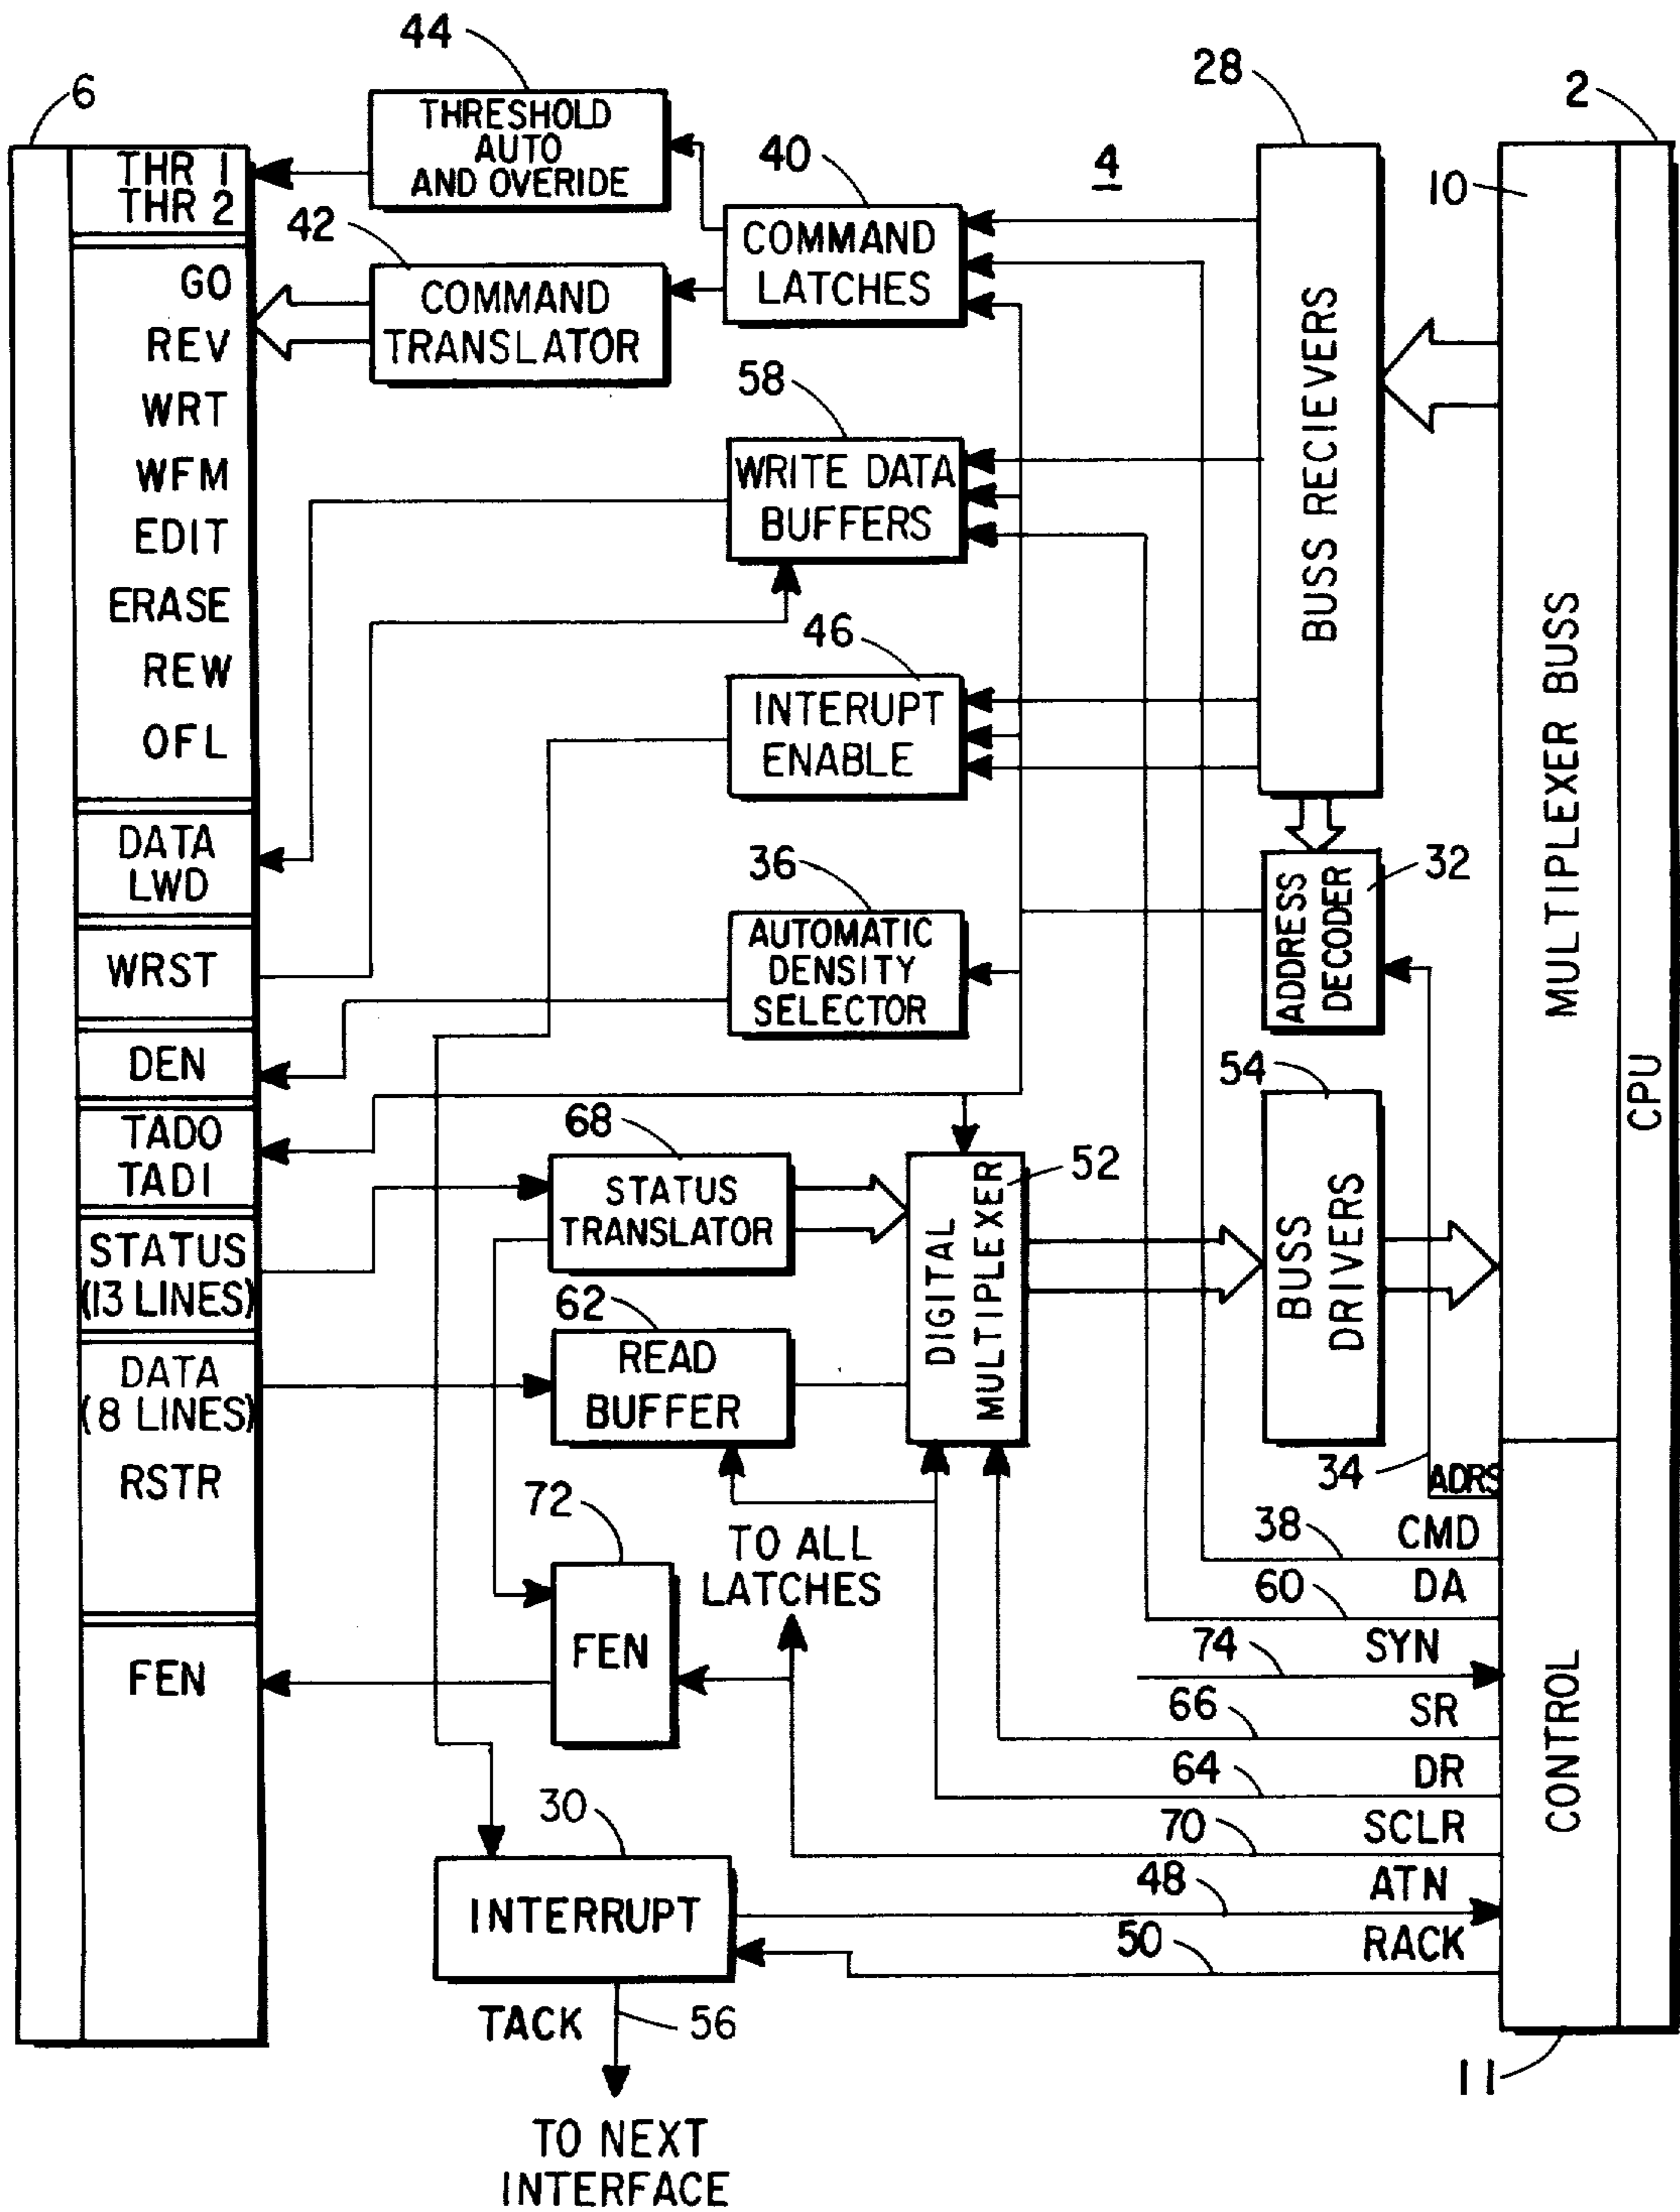 44
28
2
6
THRESHOLD
AUTO
AND OVERIDE
40
4
10
THR 1
THR 2
42
COMMAND
LATCHES
GO
REV
WRT
WFM
EDIT
ERASE
REW
OFL
COMMAND
TRANSLATOR
58
WRITE DATA
BUFFERS
BUSS RECIEVERS
MULTIPLEXER BUSS
CPU
46
INTERUPT
ENABLE
DATA
LWD
36
AUTOMATIC
DENSITY
SELECTOR
ADDRESS
DECODER
32
WRST
DEN
54
TADO
TADI
68
STATUS
TRANSLATOR
DIGITAL
MULTIPLEXER
52
BUSS
DRIVERS
STATUS
(13 LINES)
62
READ
BUFFER
DATA
(8 LINES)
RSTR
34
ADRS
72
TO ALL
LATCHES
38
CMD
60
DA
FEN
FEN
74
SYN
66
SR
CONTROL
64
DR
30
70
SCLR
INTERRUPT
48
ATN
50
RACK
TACK
56
11
TO NEXT
INTERFACE